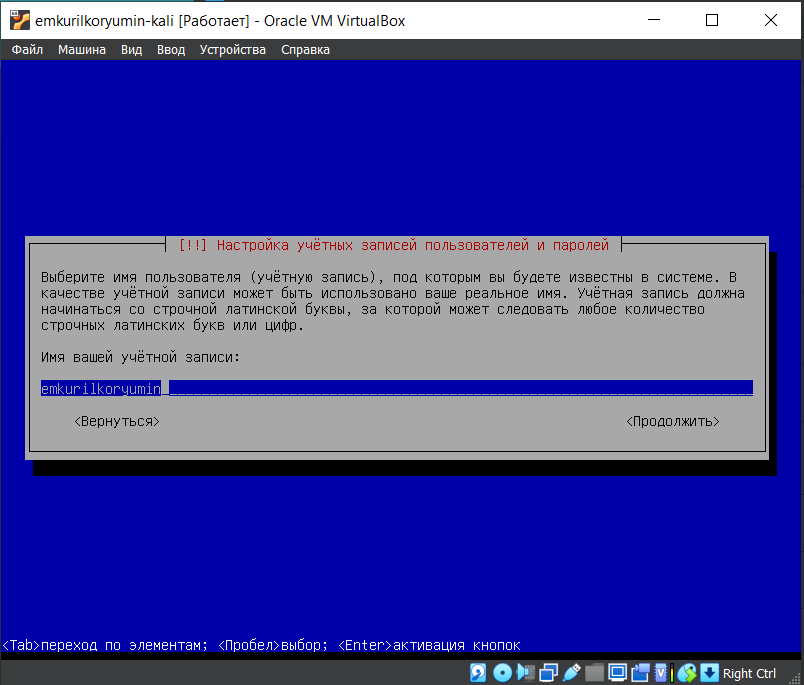 emkurilkoryumin-kali [Работает] - Oracle VM VirtualBox
Файл Машина Вид Ввод Устройства Справка
[!!] Настройка учётных записей пользователей и паролей
Выберите имя пользователя (учётную запись), под которым вы будете известны в системе. В
качестве учётной записи может быть использовано ваше реальное имя. Учётная запись должна
начинаться со строчной латинской буквы, за которой может следовать любое количество
строчных латинских букв или цифр.
Имя вашей учётной записи:
emkurilkoryumin
<Вернуться> <Продолжить>
<Tab>переход по элементам; <Пробел>выбор; <Enter>активация кнопок
Right Ctrl